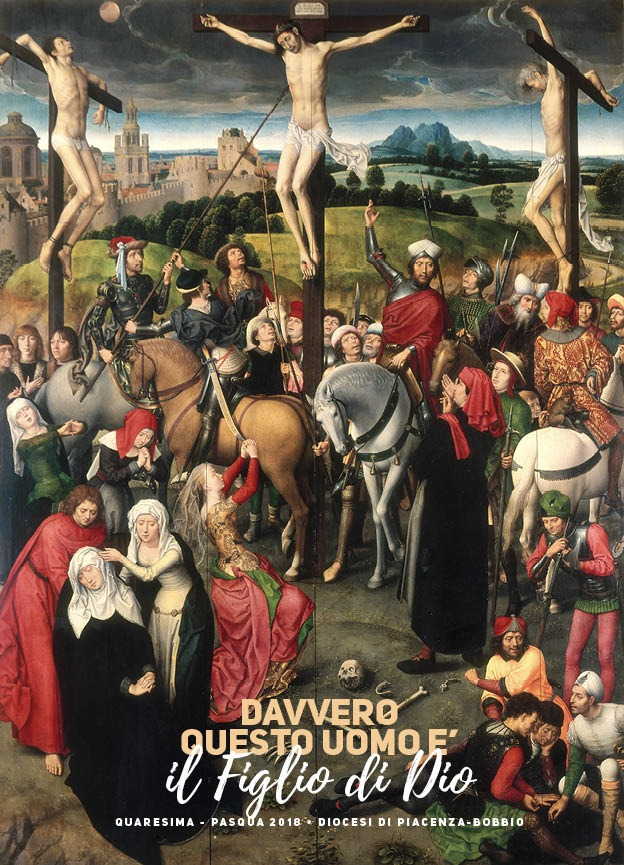 DAVVERO
QUESTO UOMO E'
il Figlio di Dio
QUARESIMA - PASQUA 2018 • DIOCESI DI PIACENZA-BOBBIO